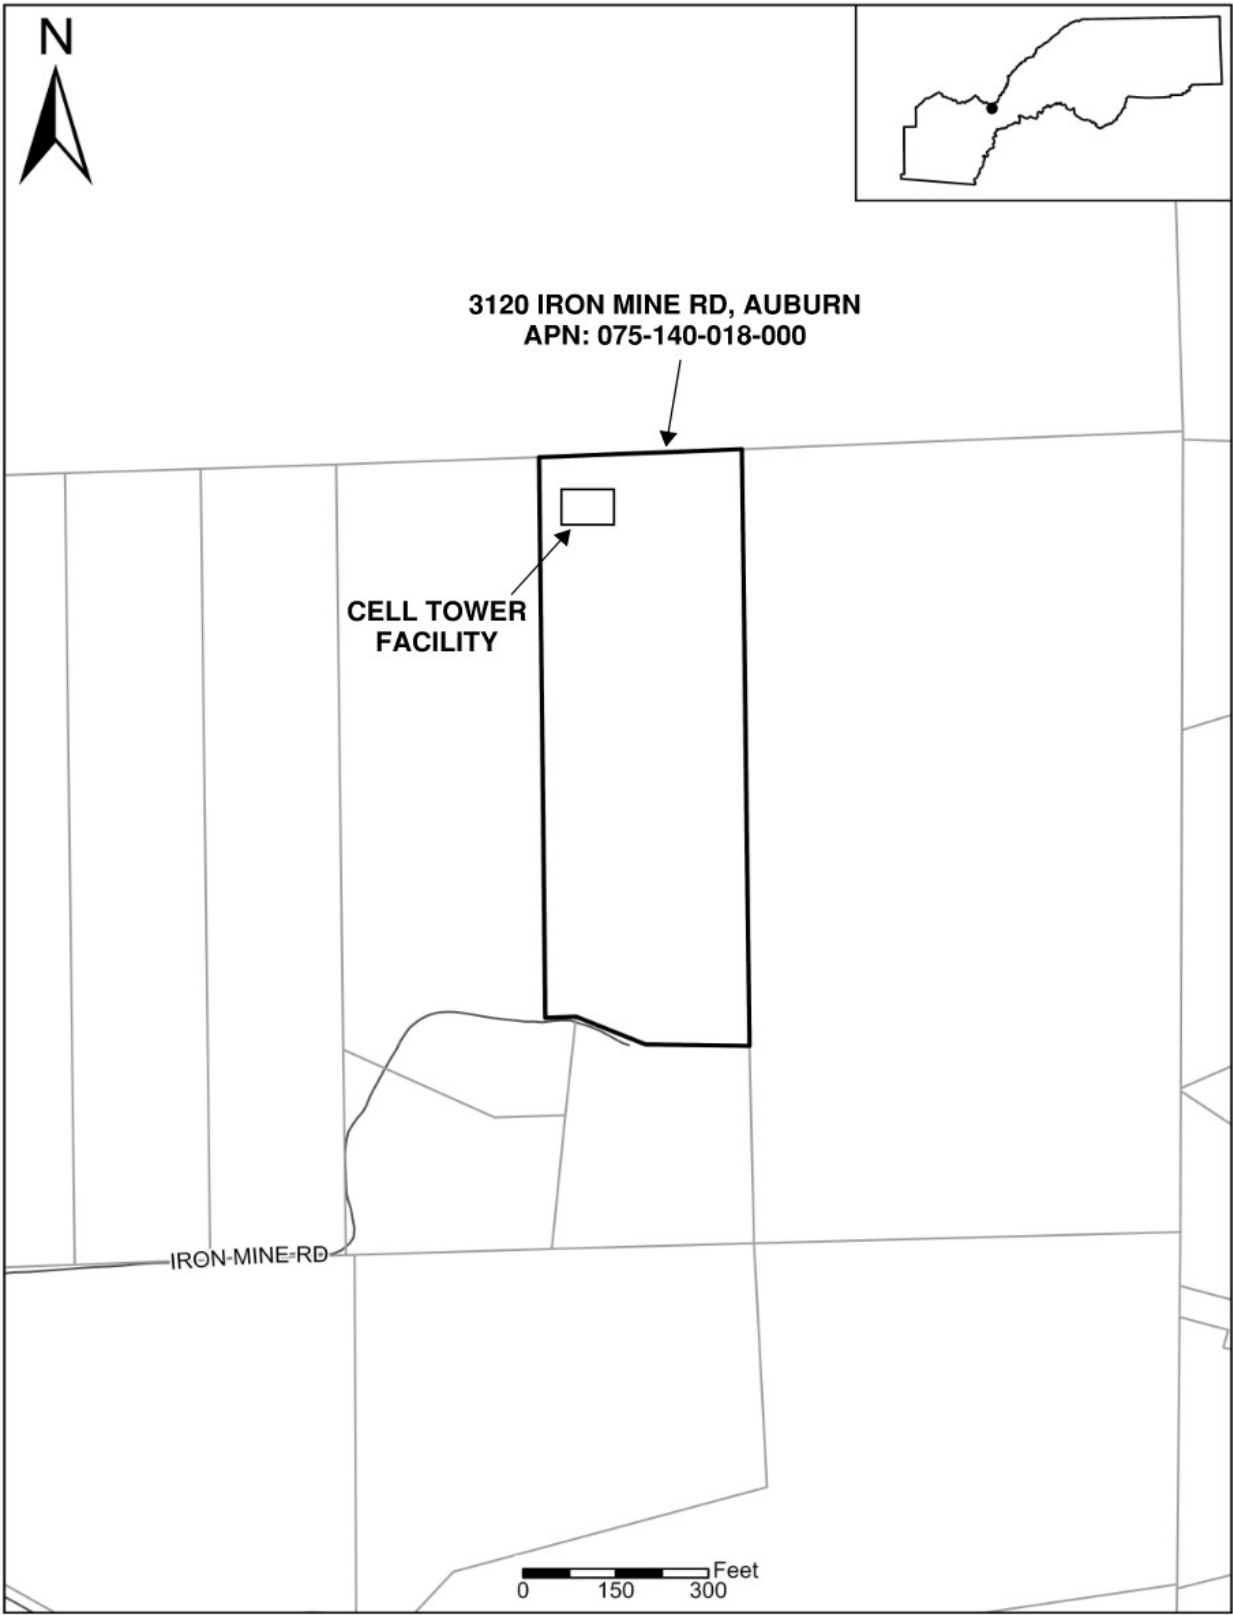 N
3120 IRON MINE RD, AUBURN
APN: 075-140-018-000
CELL TOWER
FACILITY
IRON MINE RD
Feet
0 150 300